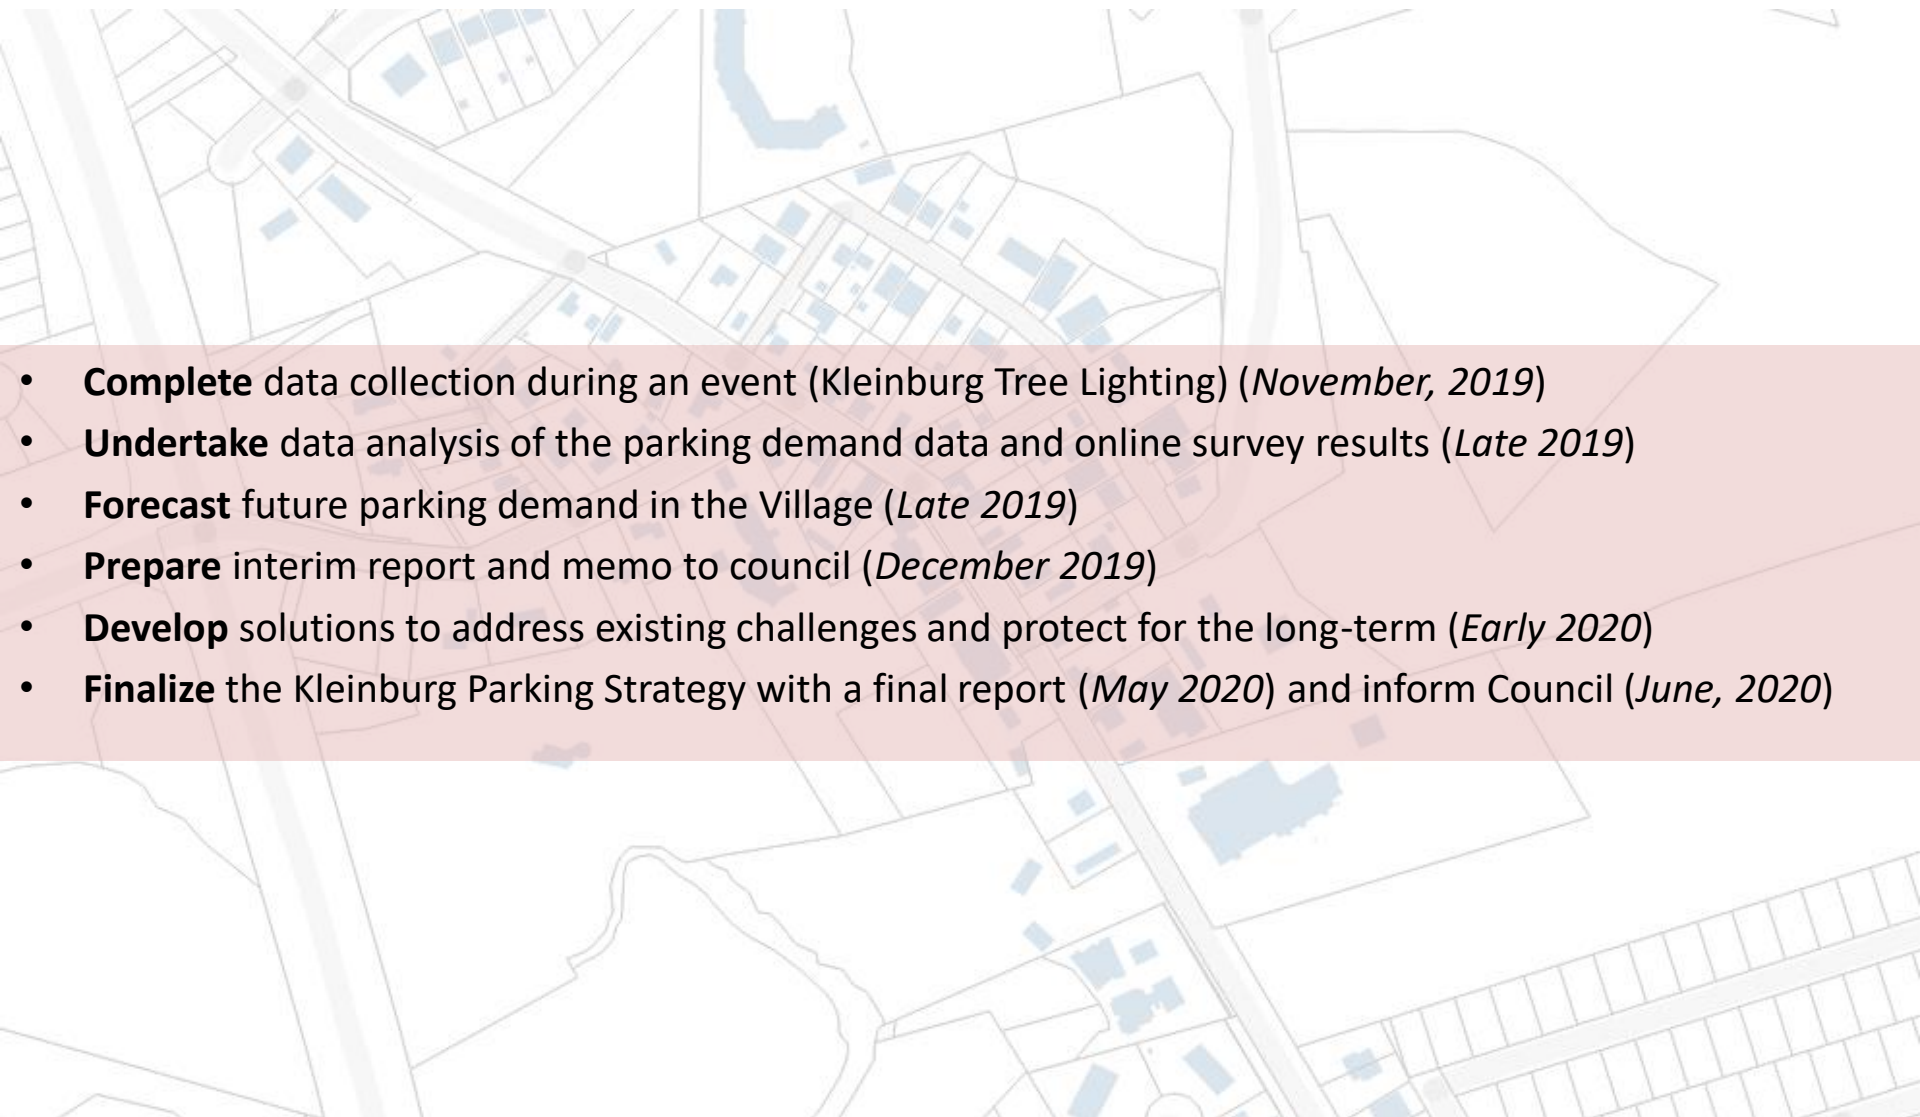 • Complete data collection during an event (Kleinburg Tree Lighting) (November, 2019)
• Undertake data analysis of the parking demand data and online survey results (Late 2019)
• Forecast future parking demand in the Village (Late 2019)
• Prepare interim report and memo to council (December 2019)
• Develop solutions to address existing challenges and protect for the long-term (Early 2020)
• Finalize the Kleinburg Parking Strategy with a final report (May 2020) and inform Council (June, 2020)